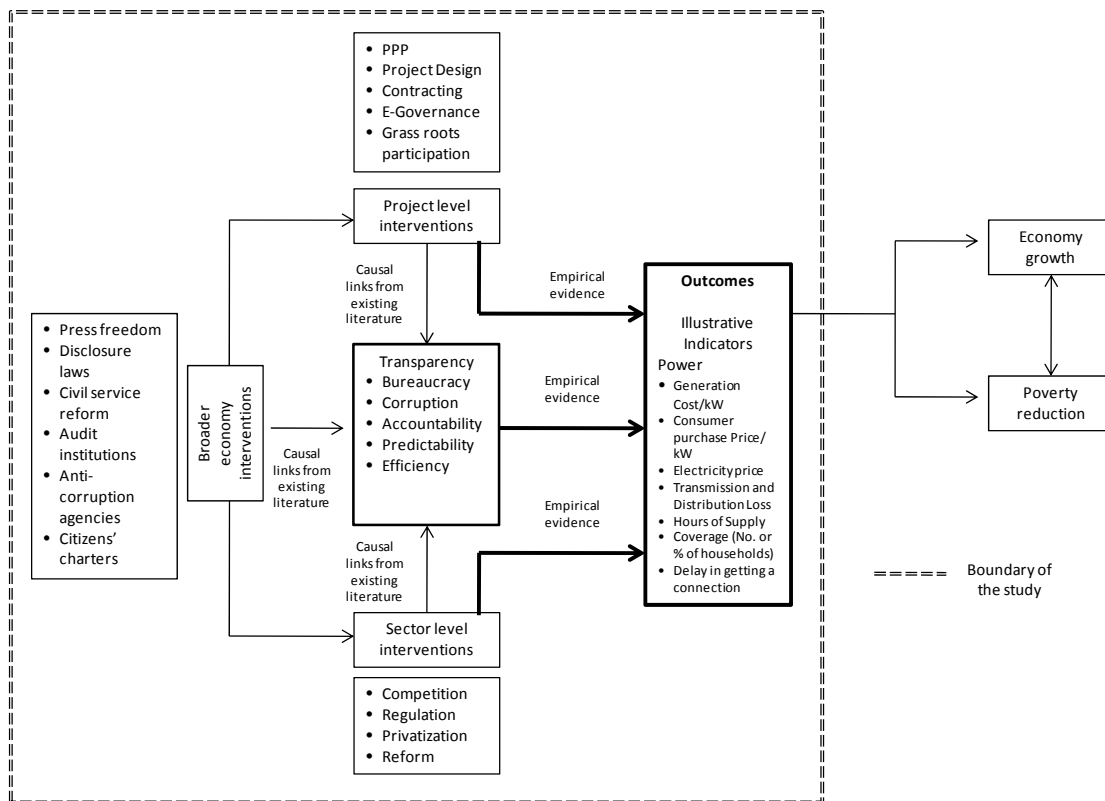 • PPP
• Project Design
• Contracting
• E-Governance
• Grass roots
participation
Project level
interventions
Causal
links from
existing
literature
Empirical
evidence
• Press freedom
• Disclosure
laws
• Civil service
reform
• Audit
institutions
• Anti-
corruption
agencies
• Citizens’
charters
Broader
economy
interventions
Causal
links from
existing
literature
Transparency
• Bureaucracy
• Corruption
• Accountability
• Predictability
• Efficiency
Empirical
evidence
Causal
links from
existing
literature
Empirical
evidence
Sector level
interventions
• Competition
• Regulation
• Privatization
• Reform
Outcomes
Illustrative
Indicators
Power
• Generation
Cost/kW
• Consumer
purchase Price/
kW
• Electricity price
• Transmission and
Distribution Loss
• Hours of Supply
• Coverage (No. or
% of households)
• Delay in getting a
connection
Economy
growth
Poverty
reduction
Boundary of
the study